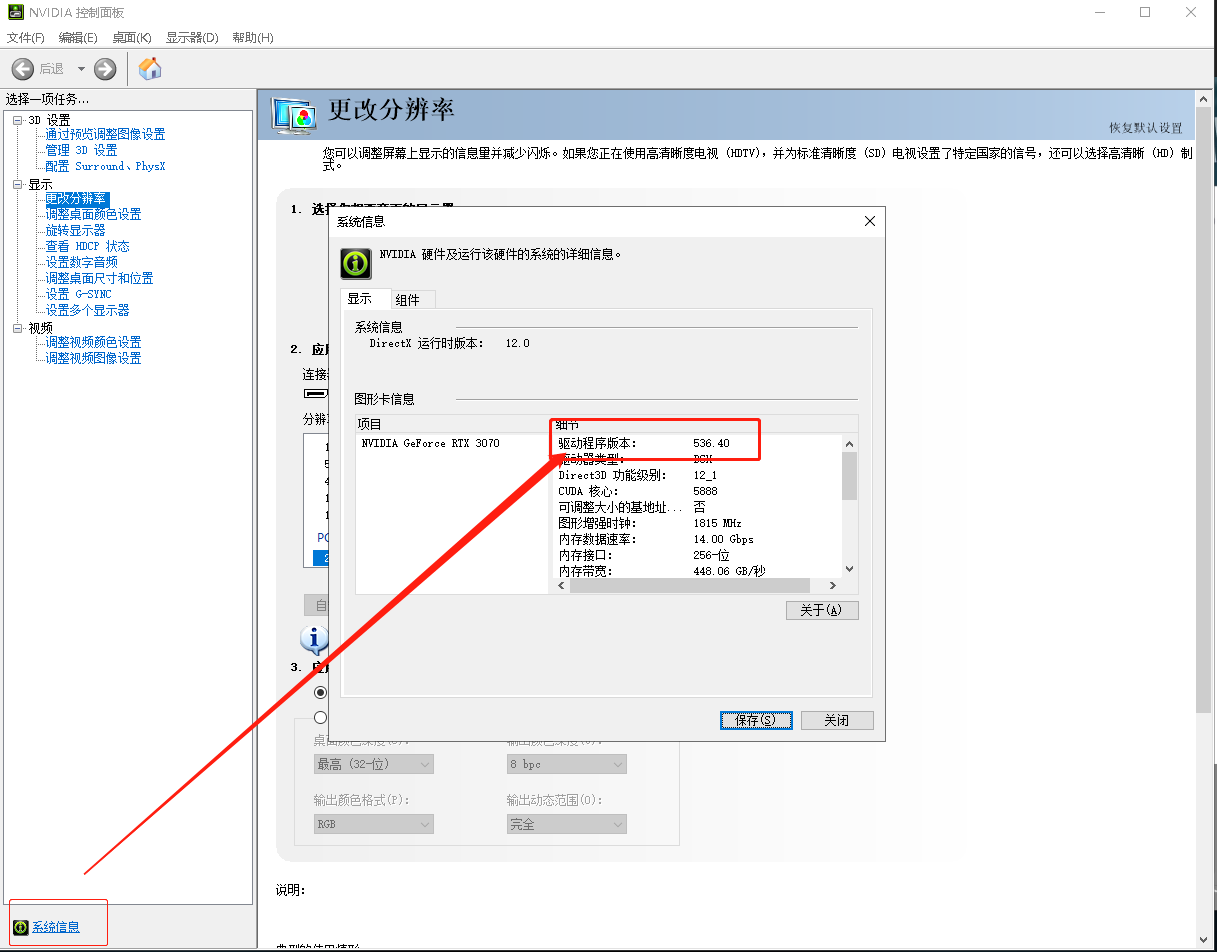 NVIDIA 控制面板
文件(F) 编辑(E) 桌面(K) 显示器(D) 帮助(H)
后退
选择一项任务...
3D 设置
通过预览调整图像设置
管理 3D 设置
配置 Surround、PhysX
显示
更改分辨率
调整桌面颜色设置
旋转显示器
查看 HDCP 状态
设置数字音频
调整桌面尺寸和位置
设置 G-SYNC
设置多个显示器
视频
调整视频颜色设置
调整视频图像设置
系统信息
更改分辨率
恢复默认设置
您可以调整屏幕上显示的信息量并减少闪烁。如果您正在使用高清晰度电视 (HDTV)，并为标准清晰度 (SD) 电视设置了特定国家的信号，还可以选择高清晰 (HD) 制
式。
1. 选择你想要更改的显示器
系统信息
NVIDIA 硬件及运行该硬件的系统的详细信息。
显示 组件
系统信息
DirectX 运行时版本： 12.0
图形卡信息
项目 细节
NVIDIA GeForce RTX 3070
驱动程序版本： 536.40
驱动器类型： DCH
Direct3D 功能级别： 12_1
CUDA 核心： 5888
可调整大小的基地址... 否
图形增强时钟： 1815 MHz
内存数据速率： 14.00 Gbps
内存接口： 256-位
内存带宽： 448.06 GB/秒
关于(A)
保存(S) 关闭
2. 应
连接
分辨
PC
自
3. 应
桌面颜色深度(D)： 输出颜色深度(U)：
最高 (32-位) 8 bpc
输出颜色格式(P)： 输出动态范围(O)：
RGB 完全
说明：
典型的使用情形